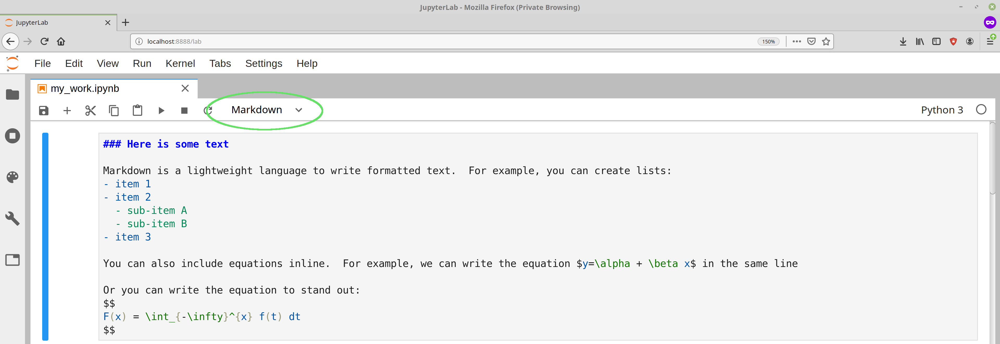 JupyterLab - Mozilla Firefox (Private Browsing)
JupyterLab
localhost:8888/lab 150%
File Edit View Run Kernel Tabs Settings Help
my_work.ipynb
Markdown Python 3
### Here is some text
Markdown is a lightweight language to write formatted text.  For example, you can create lists:
- item 1
- item 2
  - sub-item A
  - sub-item B
- item 3
You can also include equations inline.  For example, we can write the equation $y=\alpha + \beta x$ in the same line
Or you can write the equation to stand out:
$$
F(x) = \int_{-\infty}^{x} f(t) dt
$$